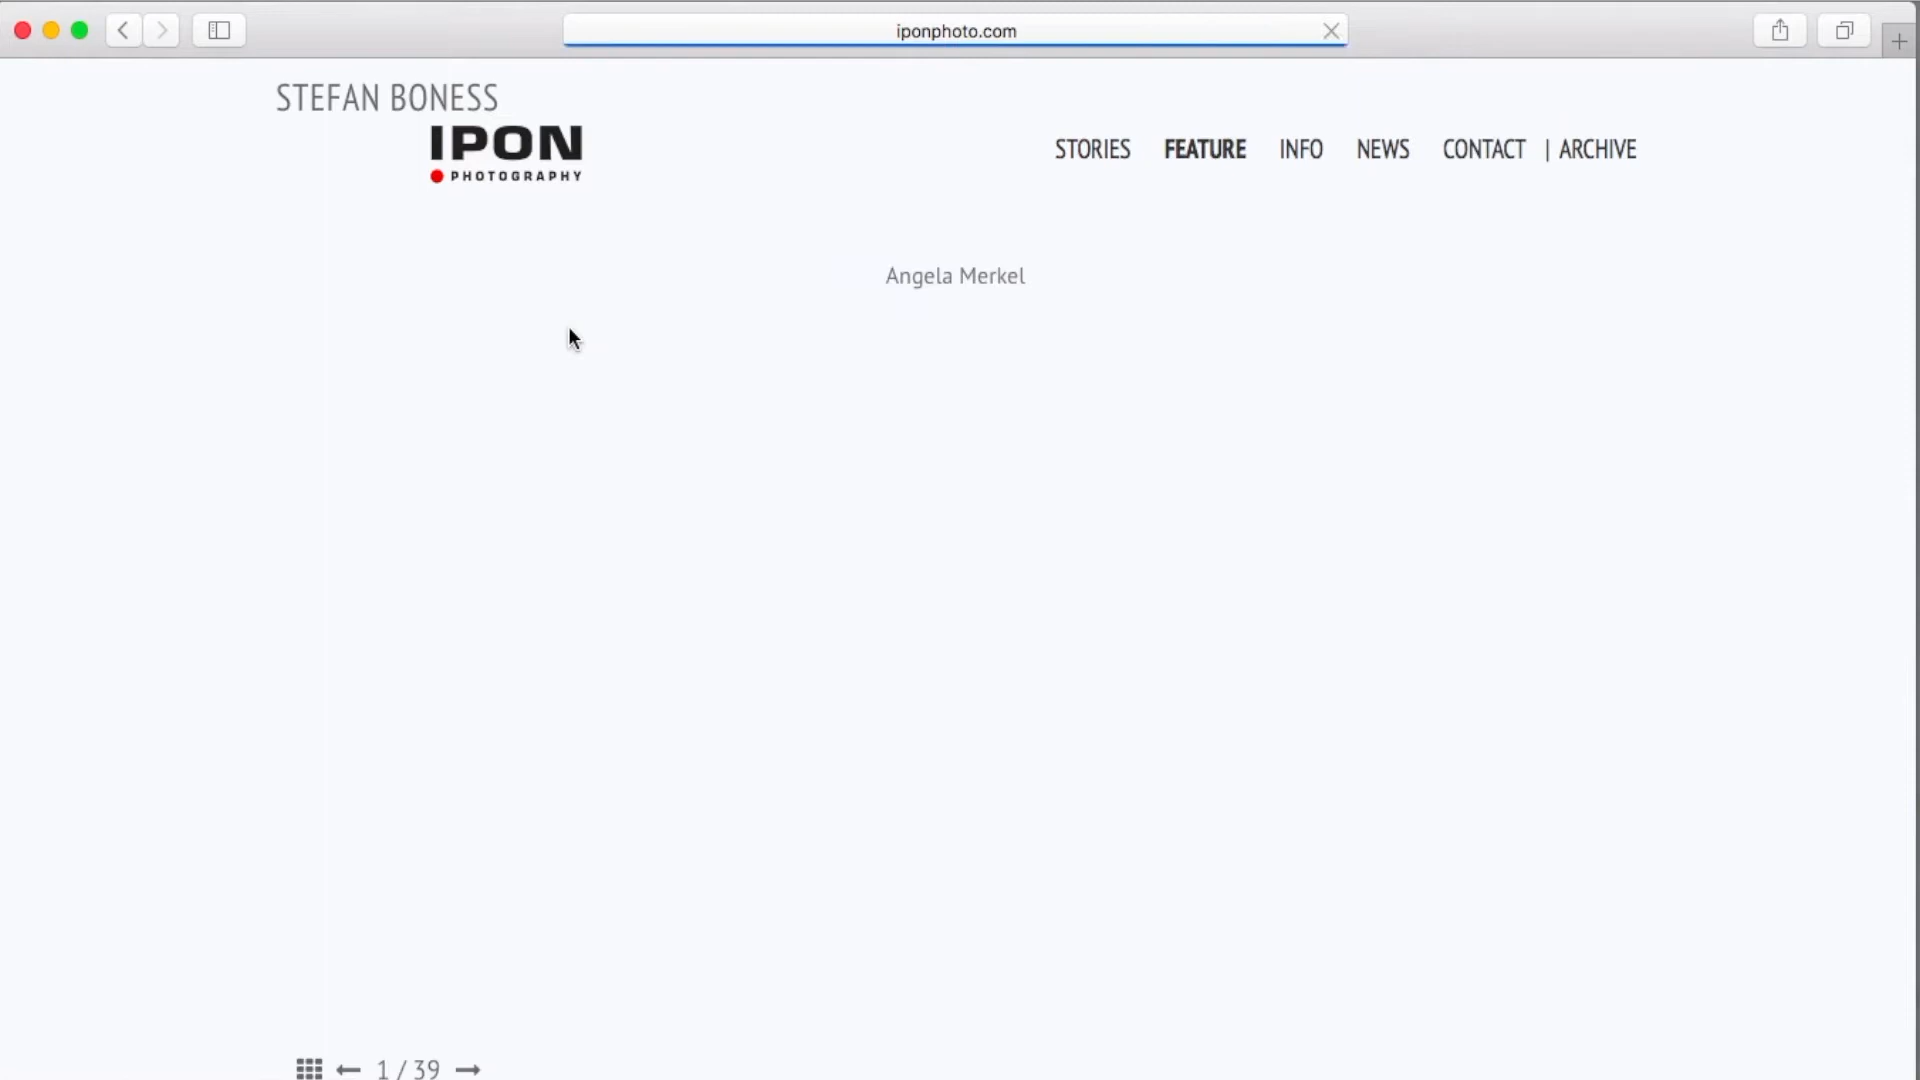 iponphoto.com
STEFAN BONESS
IPON
PHOTOGRAPHY
STORIES FEATURE INFO NEWS CONTACT | ARCHIVE
Angela Merkel
1 / 39